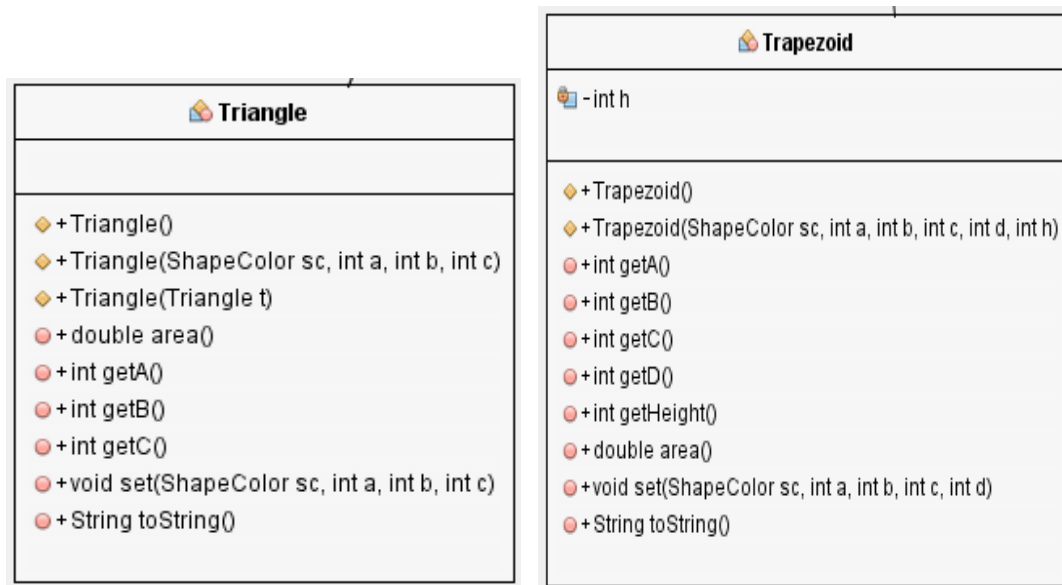 Triangle
+Triangle()
+Triangle(ShapeColor sc, int a, int b, int c)
+Triangle(Triangle t)
+double area()
+int getA()
+int getB()
+int getC()
+void set(ShapeColor sc, int a, int b, int c)
+String toString()
Trapezoid
-int h
+Trapezoid()
+Trapezoid(ShapeColor sc, int a, int b, int c, int d, int h)
+int getA()
+int getB()
+int getC()
+int getD()
+int getHeight()
+double area()
+void set(ShapeColor sc, int a, int b, int c, int d)
+String toString()